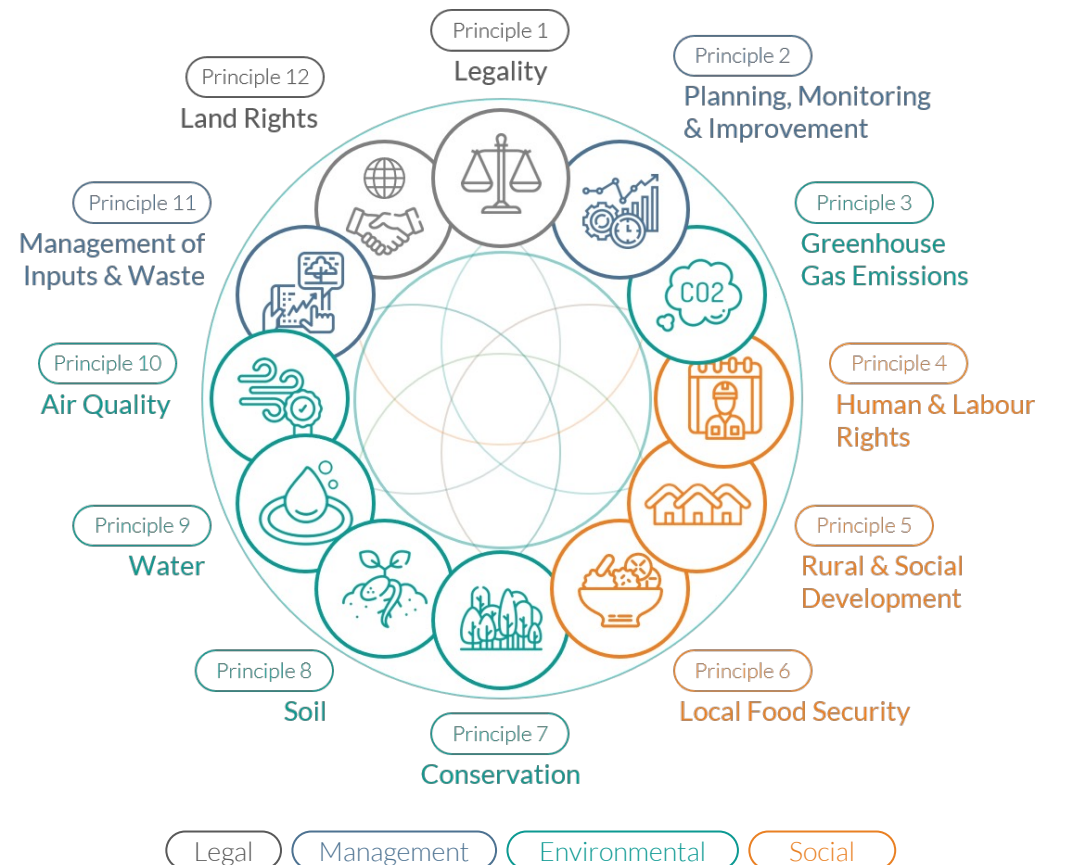 Principle 1
Legality
Principle 2
Planning, Monitoring
& Improvement
Principle 3
Greenhouse
Gas Emissions
CO2
Principle 4
Human & Labour
Rights
Principle 5
Rural & Social
Development
Principle 6
Local Food Security
Principle 7
Conservation
Principle 8
Soil
Principle 9
Water
Principle 10
Air Quality
Principle 11
Management of
Inputs & Waste
Principle 12
Land Rights
Legal
Management
Environmental
Social